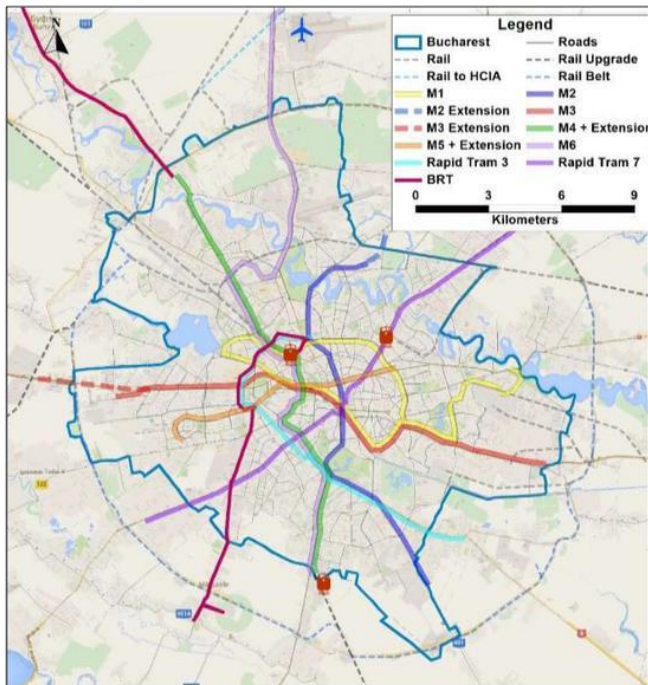 N
Legend
Bucharest Roads
Rail Rail Upgrade
Rail to HCIA Rail Belt
M1 M2
M2 Extension M3
M3 Extension M4 + Extension
M5 + Extension M6
Rapid Tram 3 Rapid Tram 7
BRT
0 3 6 9
Kilometers